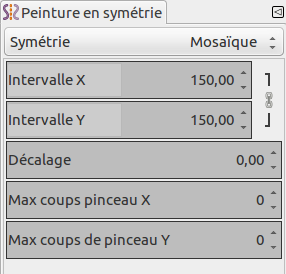 Peinture en symétrie
Symétrie Mosaïque
Intervalle X 150,00
Intervalle Y 150,00
Décalage 0,00
Max coups pinceau X 0
Max coups de pinceau Y 0